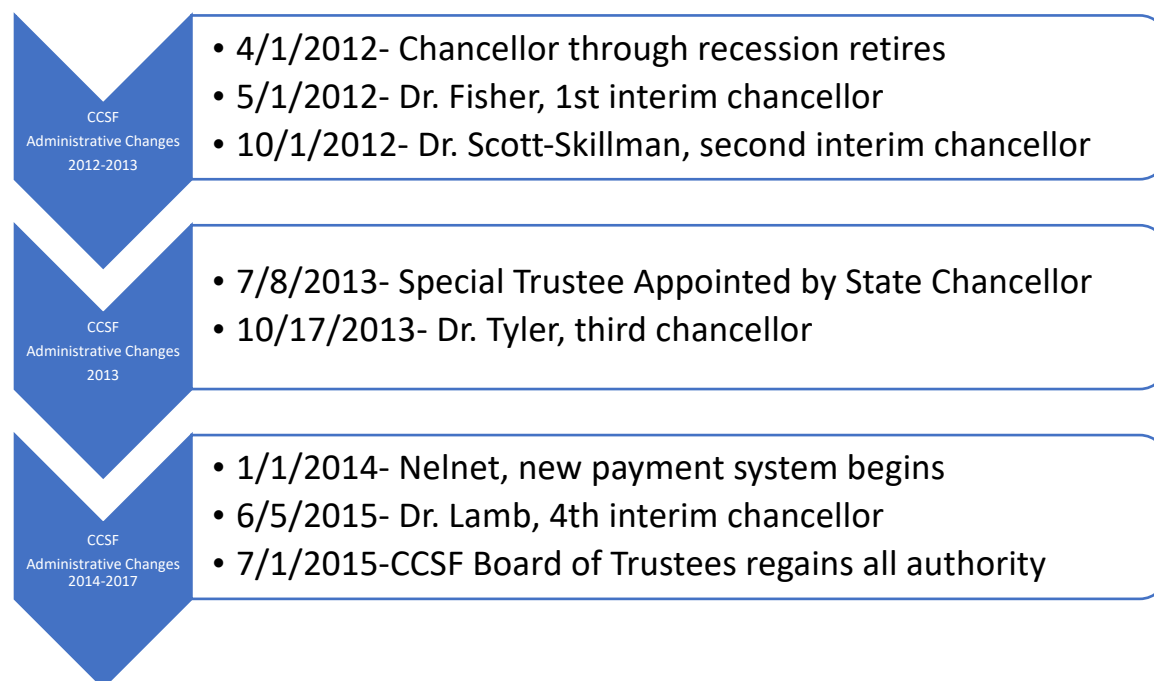 CCSF
Administrative Changes
2012-2013
• 4/1/2012- Chancellor through recession retires
• 5/1/2012- Dr. Fisher, 1st interim chancellor
• 10/1/2012- Dr. Scott-Skillman, second interim chancellor
CCSF
Administrative Changes
2013
• 7/8/2013- Special Trustee Appointed by State Chancellor
• 10/17/2013- Dr. Tyler, third chancellor
CCSF
Administrative Changes
2014-2017
• 1/1/2014- Nelnet, new payment system begins
• 6/5/2015- Dr. Lamb, 4th interim chancellor
• 7/1/2015-CCSF Board of Trustees regains all authority